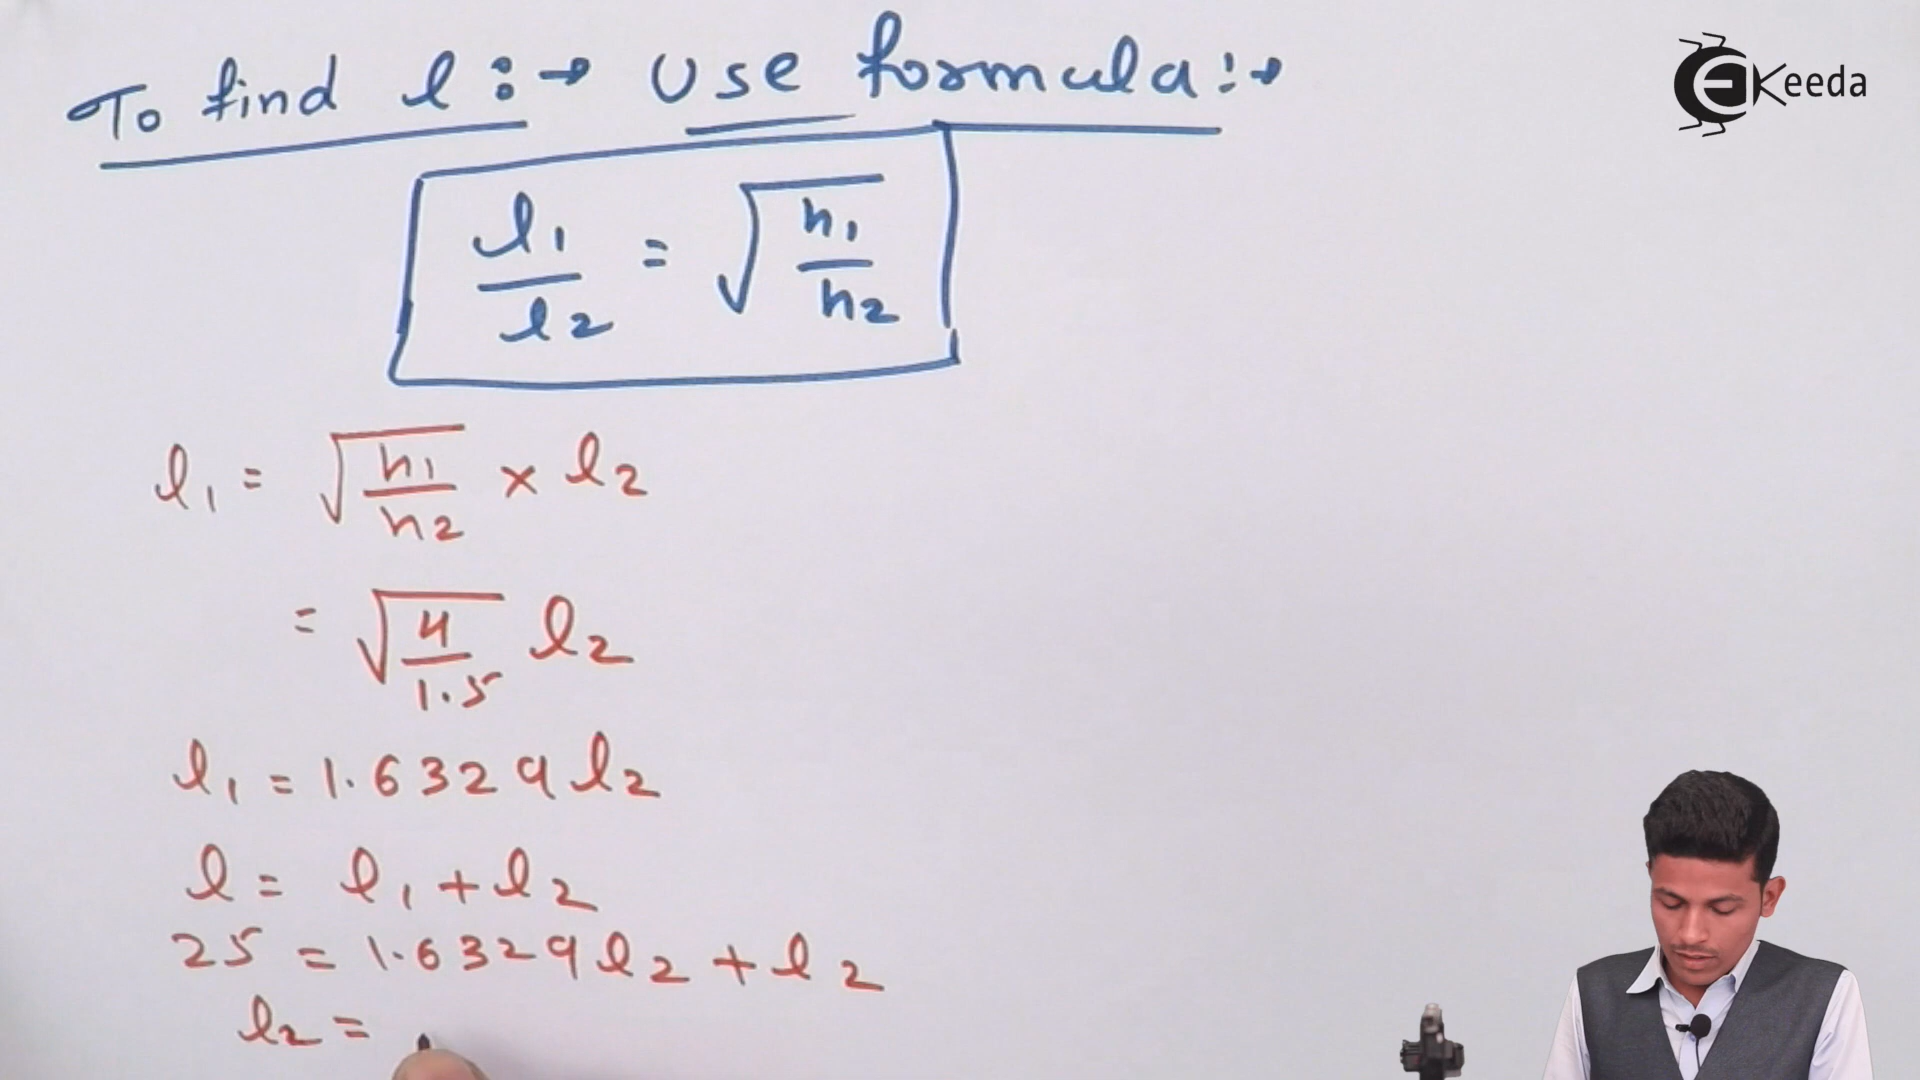 To find l :→ Use formula :→
EKeeda
l1/l2 = √(h1/h2)
l1 = √(h1/h2) × l2
= √(4/1.5) l2
l1 = 1.6329 l2
l = l1 + l2
25 = 1.6329 l2 + l2
l2 =